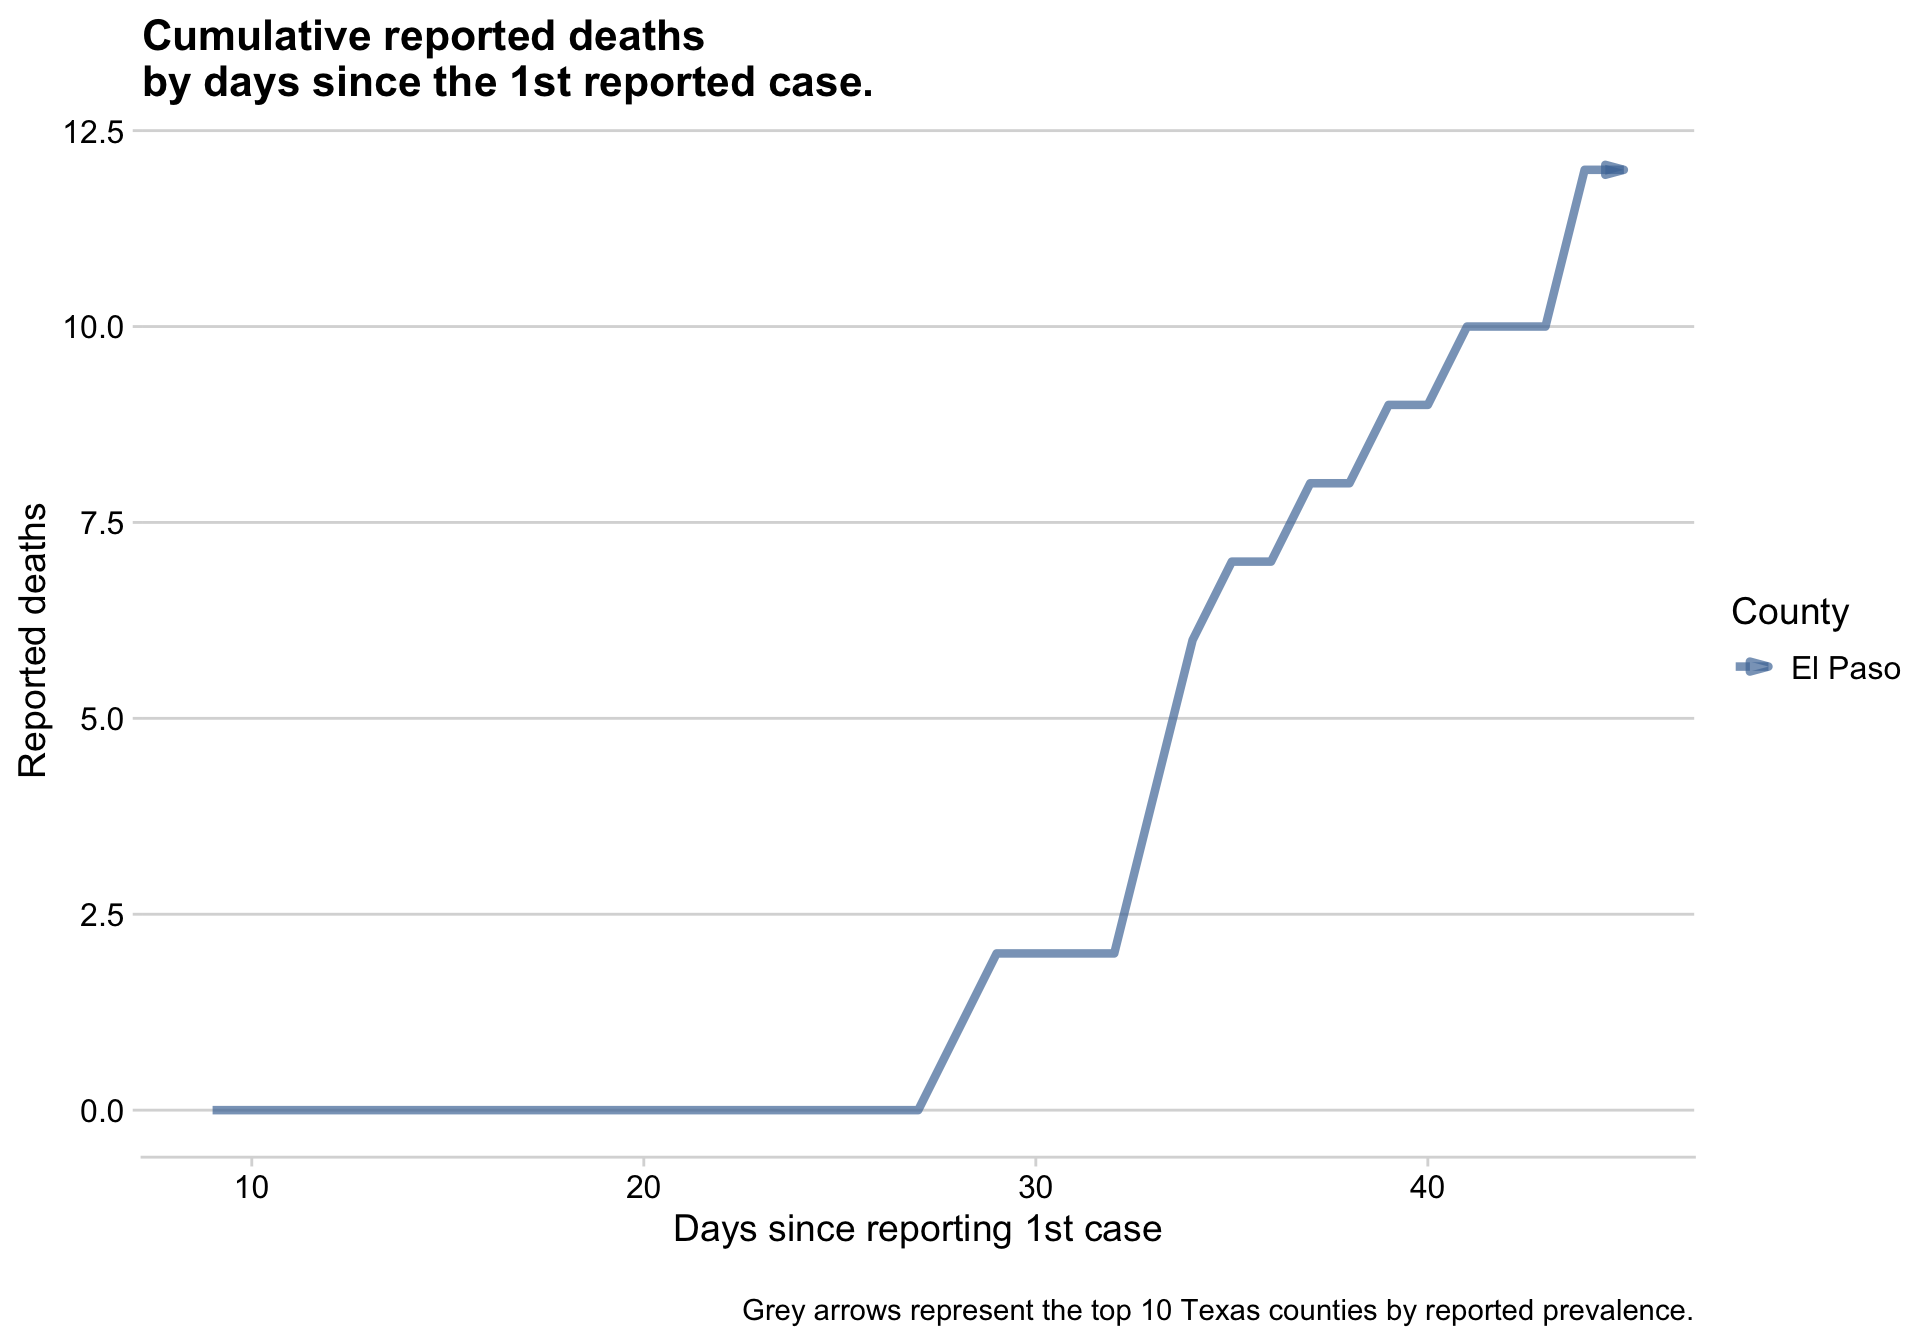 Cumulative reported deaths
by days since the 1st reported case.
12.5
10.0
7.5
5.0
2.5
0.0
Reported deaths
10 20 30 40
Days since reporting 1st case
County
El Paso
Grey arrows represent the top 10 Texas counties by reported prevalence.